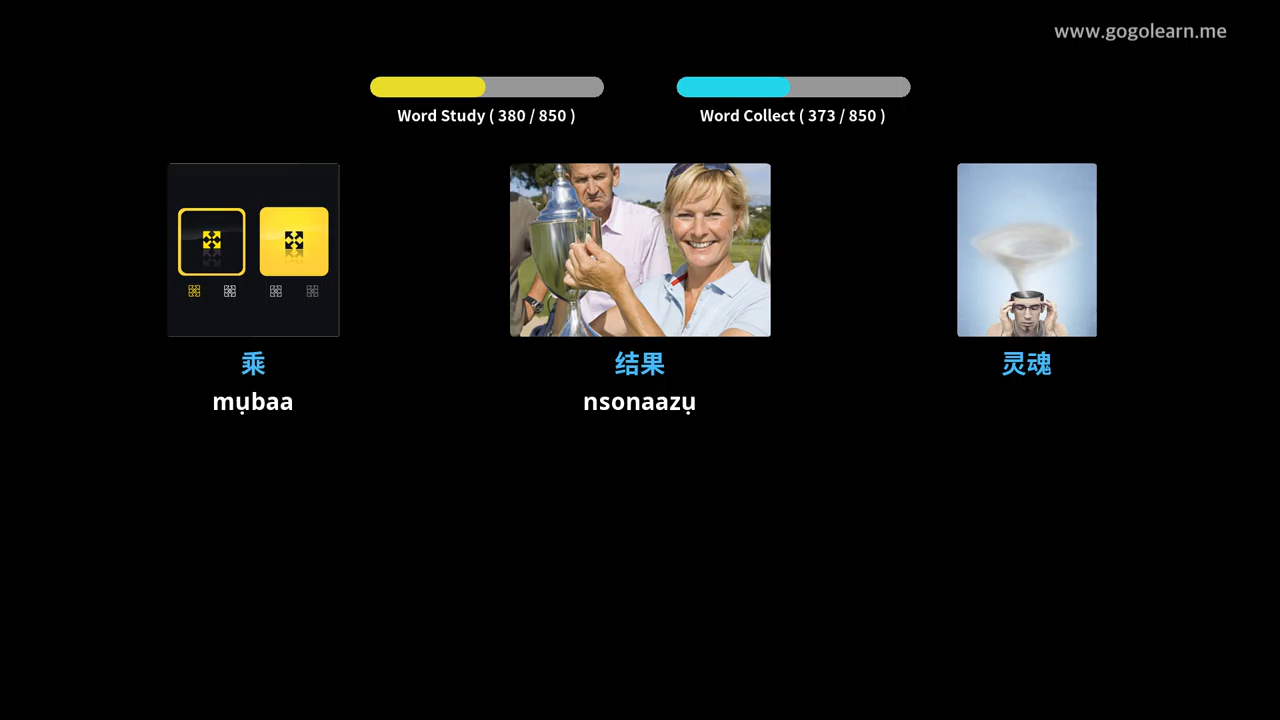 www.gogolearn.me
Word Study ( 380 / 850 )
Word Collect ( 373 / 850 )
乘
结果
灵魂
mụbaa
nsonaazụ